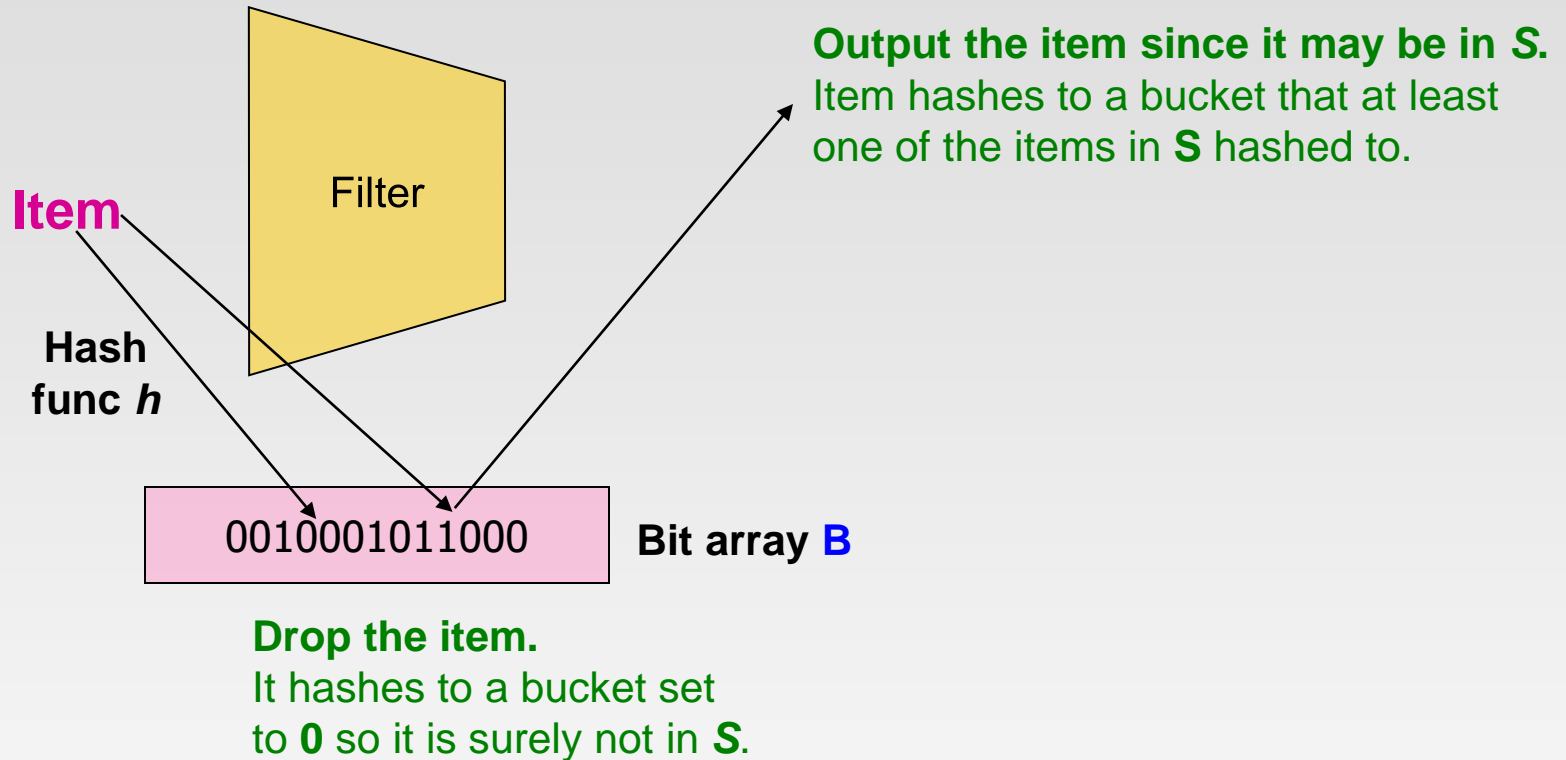 Output the item since it may be in S.
Item hashes to a bucket that at least
one of the items in S hashed to.
Filter
Item
Hash
func h
0010001011000
Bit array B
Drop the item.
It hashes to a bucket set
to 0 so it is surely not in S.